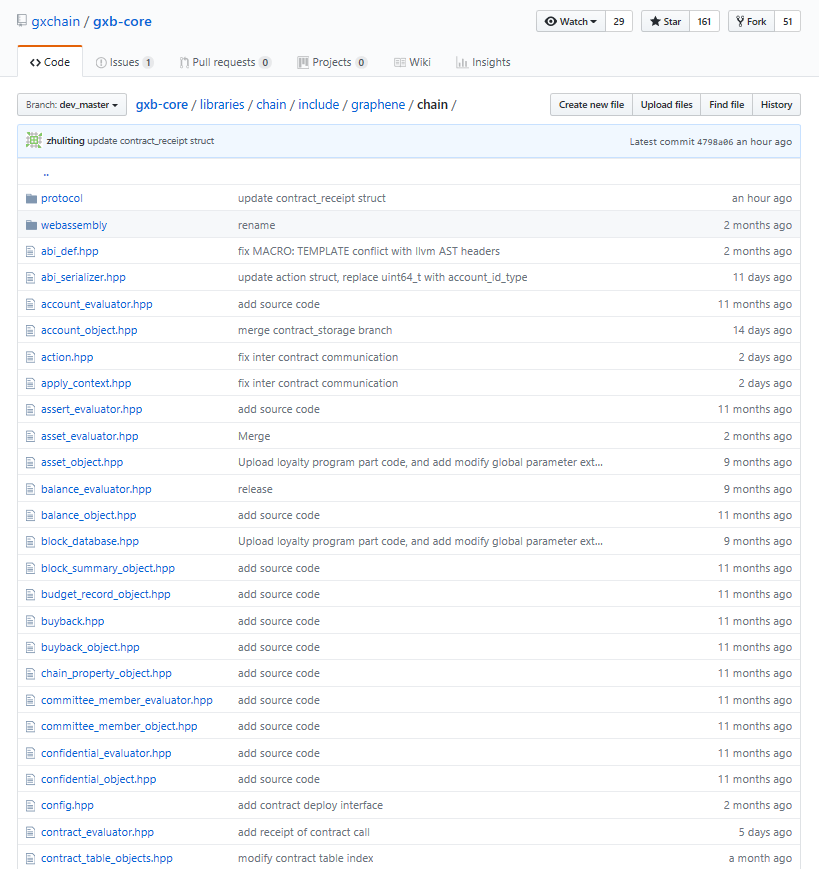 gxchain / gxb-core Watch 29 Star 161 Fork 51
Code Issues 1 Pull requests 0 Projects 0 Wiki Insights
Branch: dev_master gxb-core / libraries / chain / include / graphene / chain / Create new file Upload files Find file History
zhuliting update contract_receipt struct Latest commit 4798a06 an hour ago
..
protocol update contract_receipt struct an hour ago
webassembly rename 2 months ago
abi_def.hpp fix MACRO: TEMPLATE conflict with llvm AST headers 2 months ago
abi_serializer.hpp update action struct, replace uint64_t with account_id_type 11 days ago
account_evaluator.hpp add source code 11 months ago
account_object.hpp merge contract_storage branch 14 days ago
action.hpp fix inter contract communication 2 days ago
apply_context.hpp fix inter contract communication 2 days ago
assert_evaluator.hpp add source code 11 months ago
asset_evaluator.hpp Merge 2 months ago
asset_object.hpp Upload loyalty program part code, and add modify global parameter ext... 9 months ago
balance_evaluator.hpp release 9 months ago
balance_object.hpp add source code 11 months ago
block_database.hpp Upload loyalty program part code, and add modify global parameter ext... 9 months ago
block_summary_object.hpp add source code 11 months ago
budget_record_object.hpp add source code 11 months ago
buyback.hpp add source code 11 months ago
buyback_object.hpp add source code 11 months ago
chain_property_object.hpp add source code 11 months ago
committee_member_evaluator.hpp add source code 11 months ago
committee_member_object.hpp add source code 11 months ago
confidential_evaluator.hpp add source code 11 months ago
confidential_object.hpp add source code 11 months ago
config.hpp add contract deploy interface 2 months ago
contract_evaluator.hpp add receipt of contract call 5 days ago
contract_table_objects.hpp modify contract table index a month ago